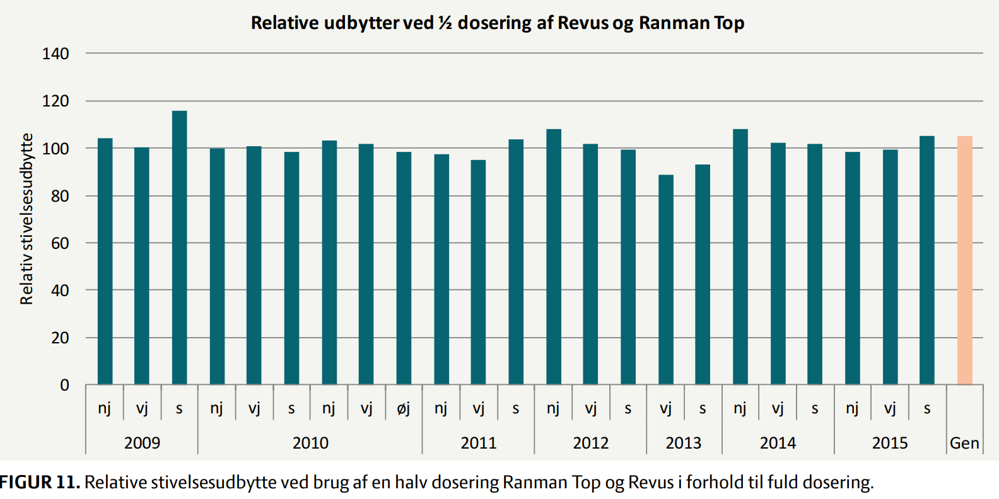 Relative udbytter ved ½ dosering af Revus og Ranman Top
Relativ stivelsesudbytte
140
120
100
80
60
40
20
0
nj vj s nj vj s nj vj øj nj vj s nj vj s vj s nj vj s nj vj s
2009 2010 2011 2012 2013 2014 2015 Gen
FIGUR 11. Relative stivelsesudbytte ved brug af en halv dosering Ranman Top og Revus i forhold til fuld dosering.